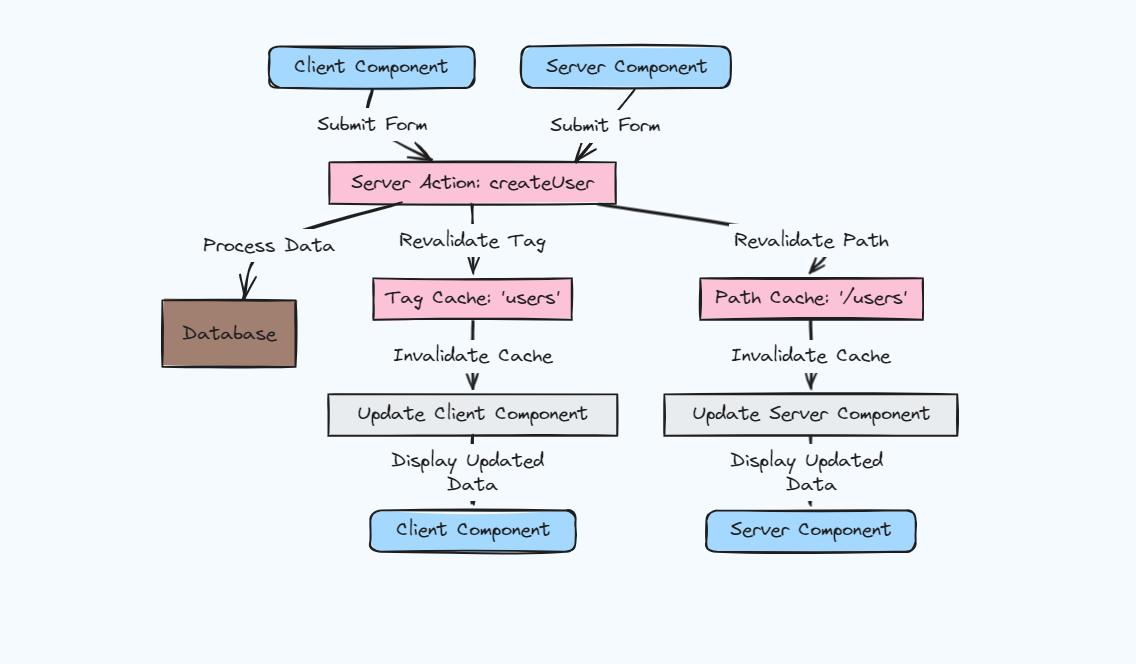 Client Component
Server Component
Submit Form
Submit Form
Server Action: createUser
Process Data
Revalidate Tag
Revalidate Path
Database
Tag Cache: 'users'
Path Cache: '/users'
Invalidate Cache
Invalidate Cache
Update Client Component
Update Server Component
Display Updated
Data
Display Updated
Data
Client Component
Server Component